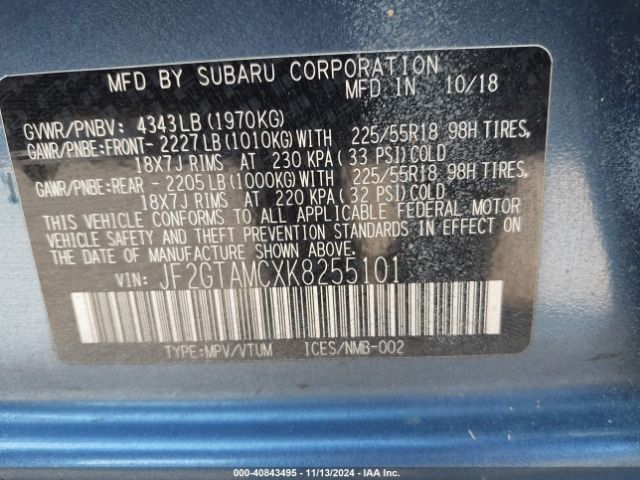 MFD BY SUBARU CORPORATION
MFD IN 10/18
GVWR/PNBV: 4343LB(1970KG)
GAWR/PNBE:FRONT- 2227LB(1010KG)WITH 225/55R18 98H TIRES,
18X7J RIMS AT 230 KPA(33 PSI)COLD
GAWR/PNBE:REAR - 2205LB(1000KG)WITH 225/55R18 98H TIRES,
18X7J RIMS AT 220 KPA(32 PSI)COLD
THIS VEHICLE CONFORMS TO ALL APPLICABLE FEDERAL MOTOR
VEHICLE SAFETY AND THEFT PREVENTION STANDARDS IN EFFECT ON
THE DATE OF MANUFACTURE SHOWN ABOVE.
VIN: JF2GTAMCXK8255101
TYPE:MPV/VTUM ICES/NMB-002
000-40843495 - 11/13/2024 - IAA Inc.